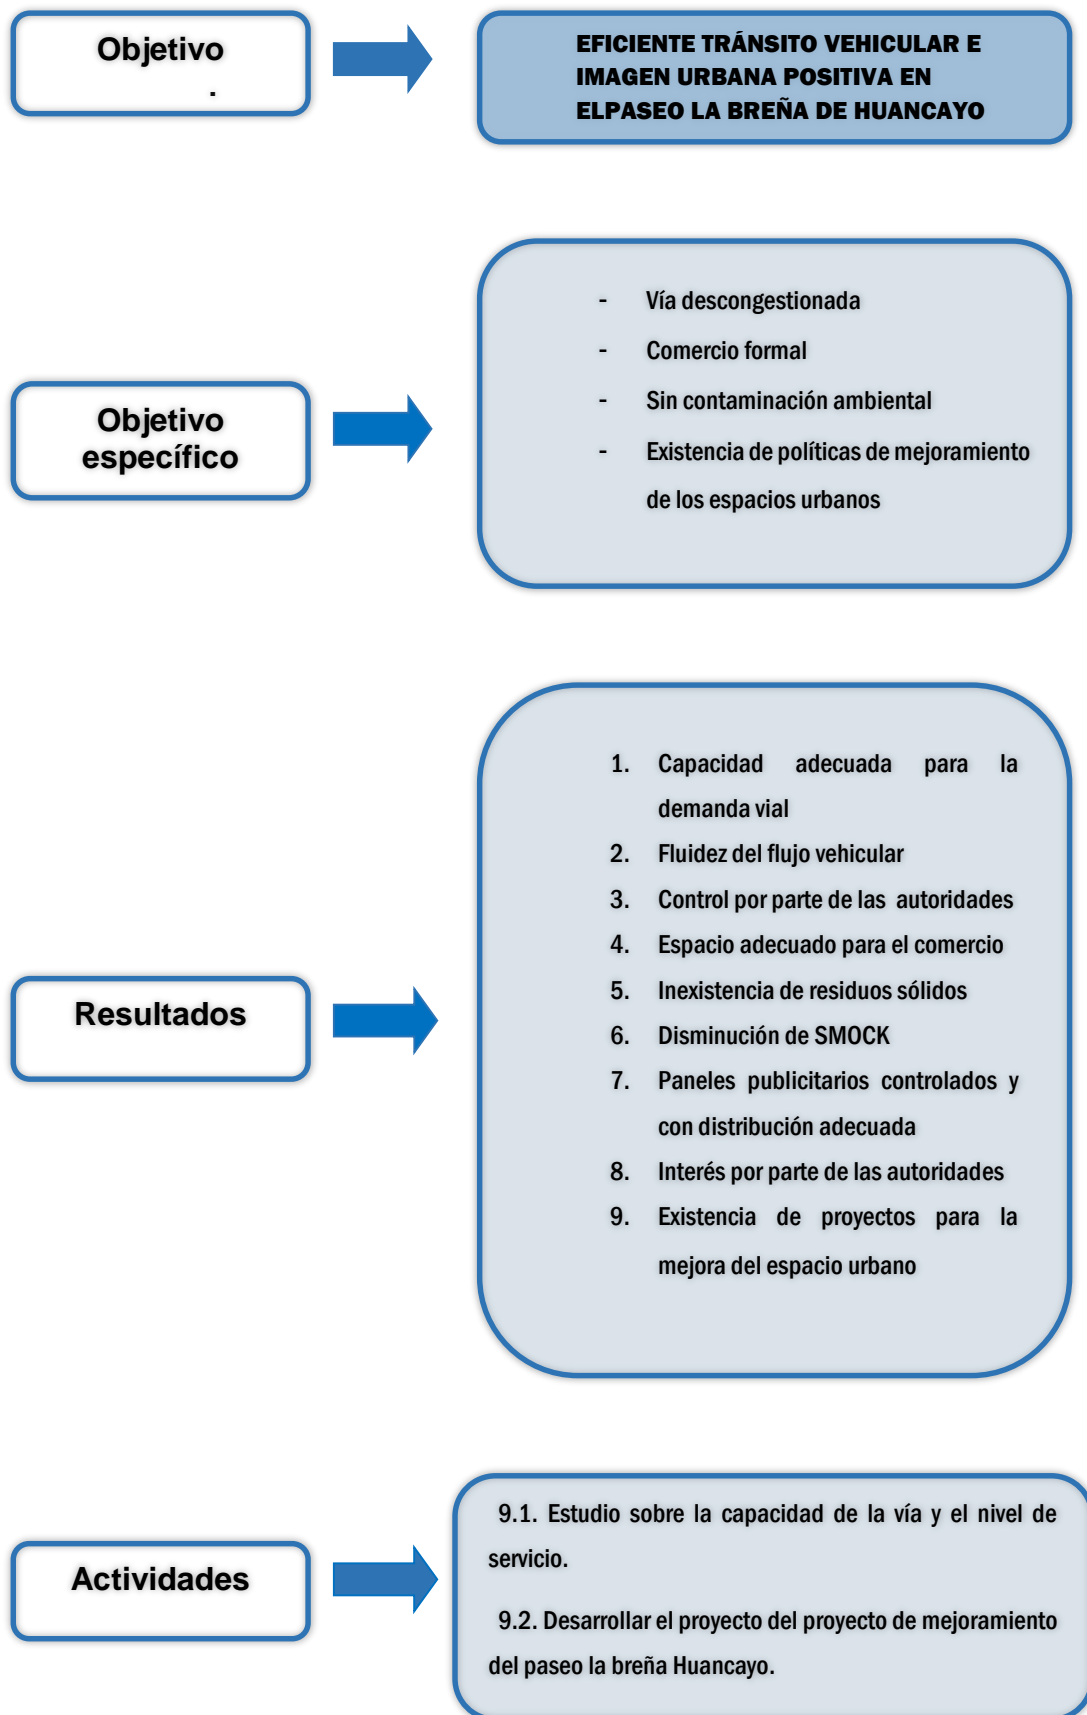 Objetivo
.
EFICIENTE TRÁNSITO VEHICULAR E
IMAGEN URBANA POSITIVA EN
ELPASEO LA BREÑA DE HUANCAYO
Objetivo
específico
- Vía descongestionada
- Comercio formal
- Sin contaminación ambiental
- Existencia de políticas de mejoramiento
de los espacios urbanos
Resultados
1. Capacidad adecuada para la
demanda vial
2. Fluidez del flujo vehicular
3. Control por parte de las autoridades
4. Espacio adecuado para el comercio
5. Inexistencia de residuos sólidos
6. Disminución de SMOCK
7. Paneles publicitarios controlados y
con distribución adecuada
8. Interés por parte de las autoridades
9. Existencia de proyectos para la
mejora del espacio urbano
Actividades
9.1. Estudio sobre la capacidad de la vía y el nivel de
servicio.
9.2. Desarrollar el proyecto del proyecto de mejoramiento
del paseo la breña Huancayo.